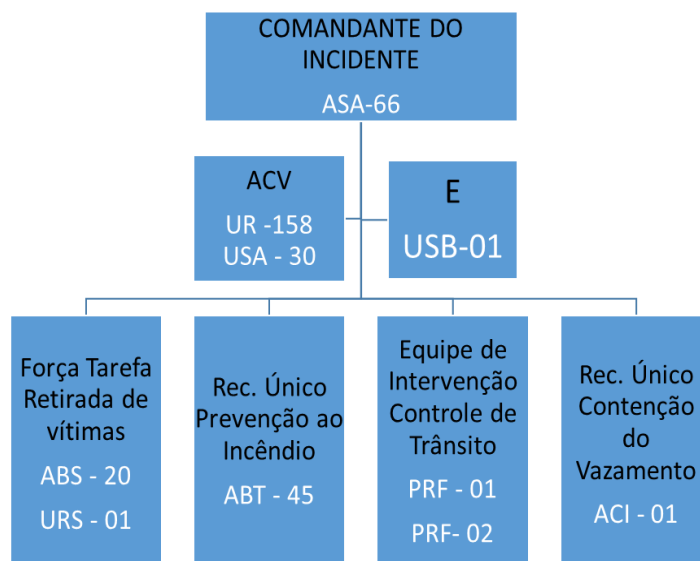 COMANDANTE DO
INCIDENTE
ASA-66
ACV
UR -158
USA - 30
E
USB-01
Força Tarefa
Retirada de
vítimas
ABS - 20
URS - 01
Rec. Único
Prevenção ao
Incêndio
ABT - 45
Equipe de
Intervenção
Controle de
Trânsito
PRF - 01
PRF- 02
Rec. Único
Contenção
do
Vazamento
ACI - 01